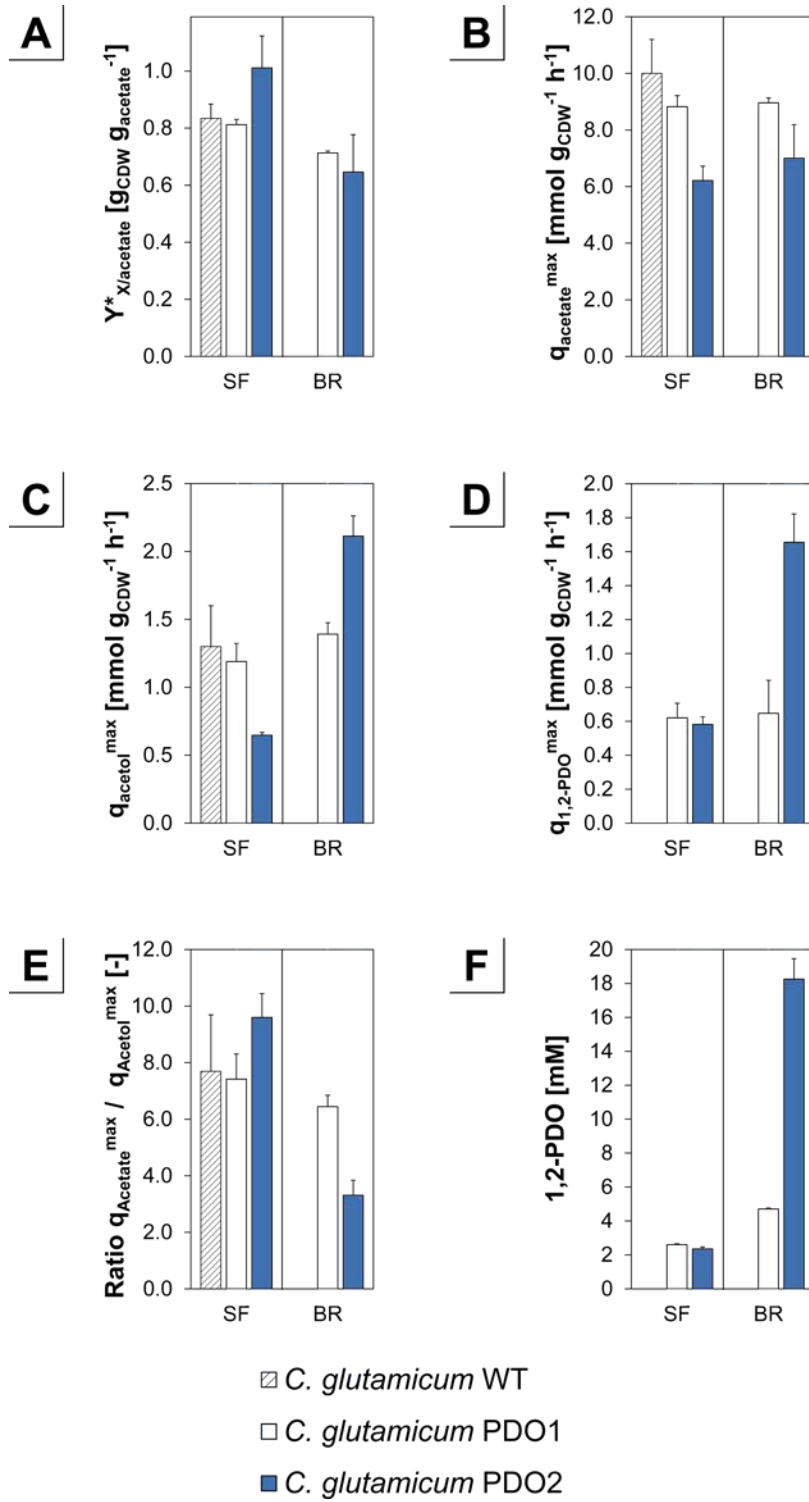 A
Y*X/acetate [gCDW gacetate-1]
1.0
0.8
0.6
0.4
0.2
0.0
SF BR
B
qacetatemax [mmol gCDW-1 h-1]
12.0
10.0
8.0
6.0
4.0
2.0
0.0
SF BR
C
qacetolmax [mmol gCDW-1 h-1]
2.5
2.0
1.5
1.0
0.5
0.0
SF BR
D
q1,2-PDOmax [mmol gCDW-1 h-1]
2.0
1.8
1.6
1.4
1.2
1.0
0.8
0.6
0.4
0.2
0.0
SF BR
E
Ratio qAcetatemax / qAcetolmax [-]
12.0
10.0
8.0
6.0
4.0
2.0
0.0
SF BR
F
1,2-PDO [mM]
20
18
16
14
12
10
8
6
4
2
0
SF BR
C. glutamicum WT
C. glutamicum PDO1
C. glutamicum PDO2